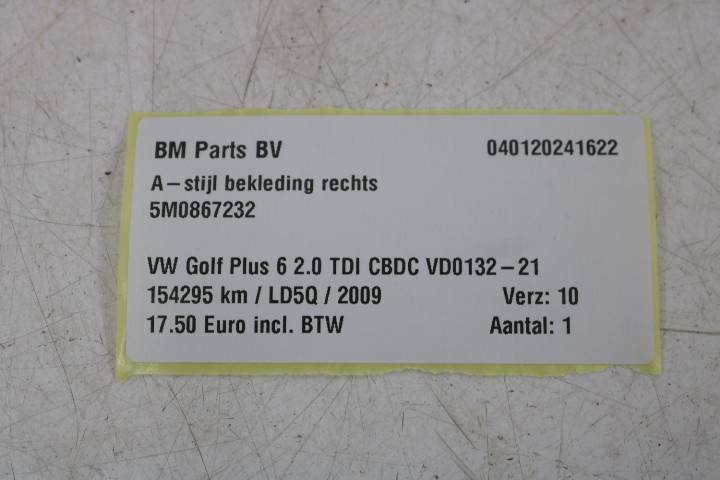 BM Parts BV 040120241622
A-stijl bekleding rechts
5M0867232
VW Golf Plus 6 2.0 TDI CBDC VD0132-21
154295 km / LD5Q / 2009 Verz: 10
17.50 Euro incl. BTW Aantal: 1